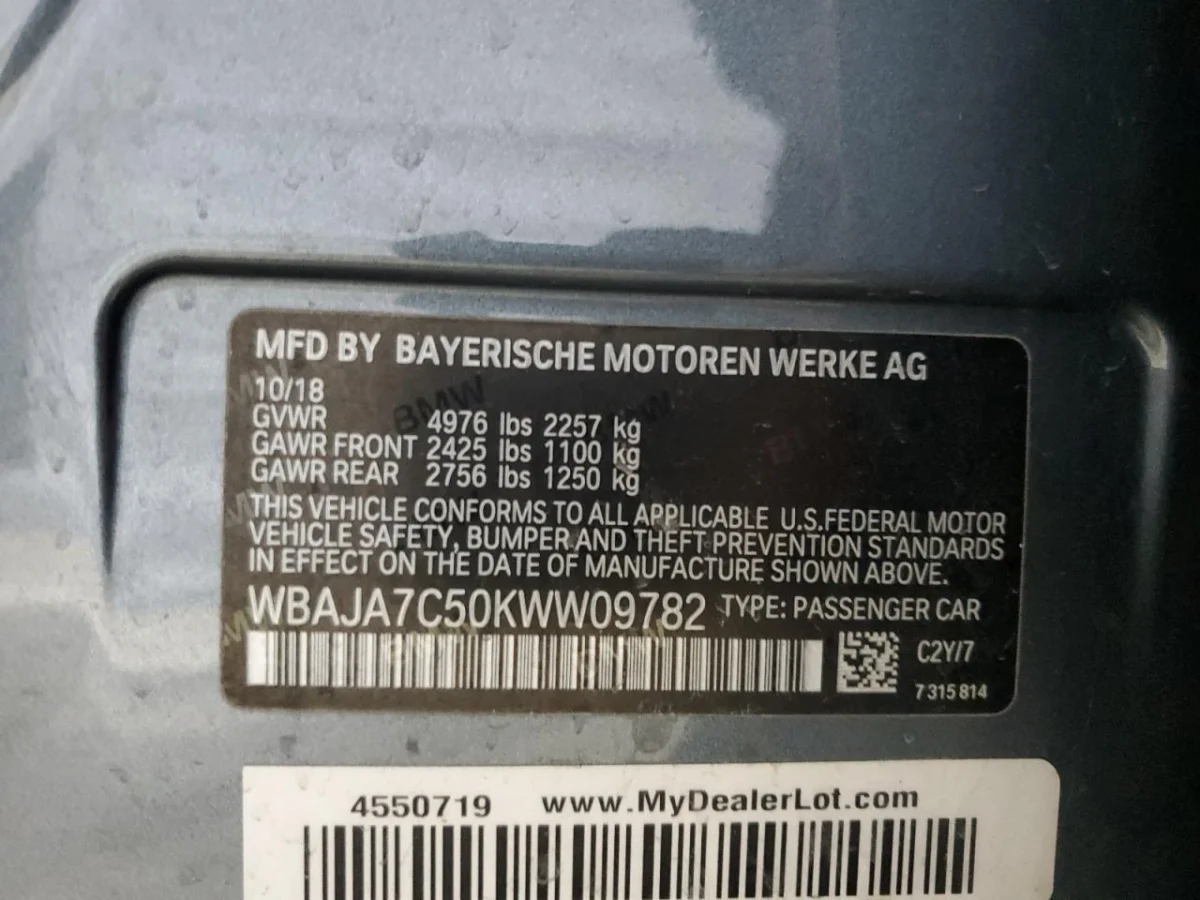 MFD BY BAYERISCHE MOTOREN WERKE AG
10/18
GVWR 4976 lbs 2257 kg
GAWR FRONT 2425 lbs 1100 kg
GAWR REAR 2756 lbs 1250 kg
THIS VEHICLE CONFORMS TO ALL APPLICABLE U.S.FEDERAL MOTOR
VEHICLE SAFETY, BUMPER AND THEFT PREVENTION STANDARDS
IN EFFECT ON THE DATE OF MANUFACTURE SHOWN ABOVE.
WBAJA7C50KWW09782 TYPE: PASSENGER CAR
C2Y/7
7 315 814
4550719 www.MyDealerLot.com